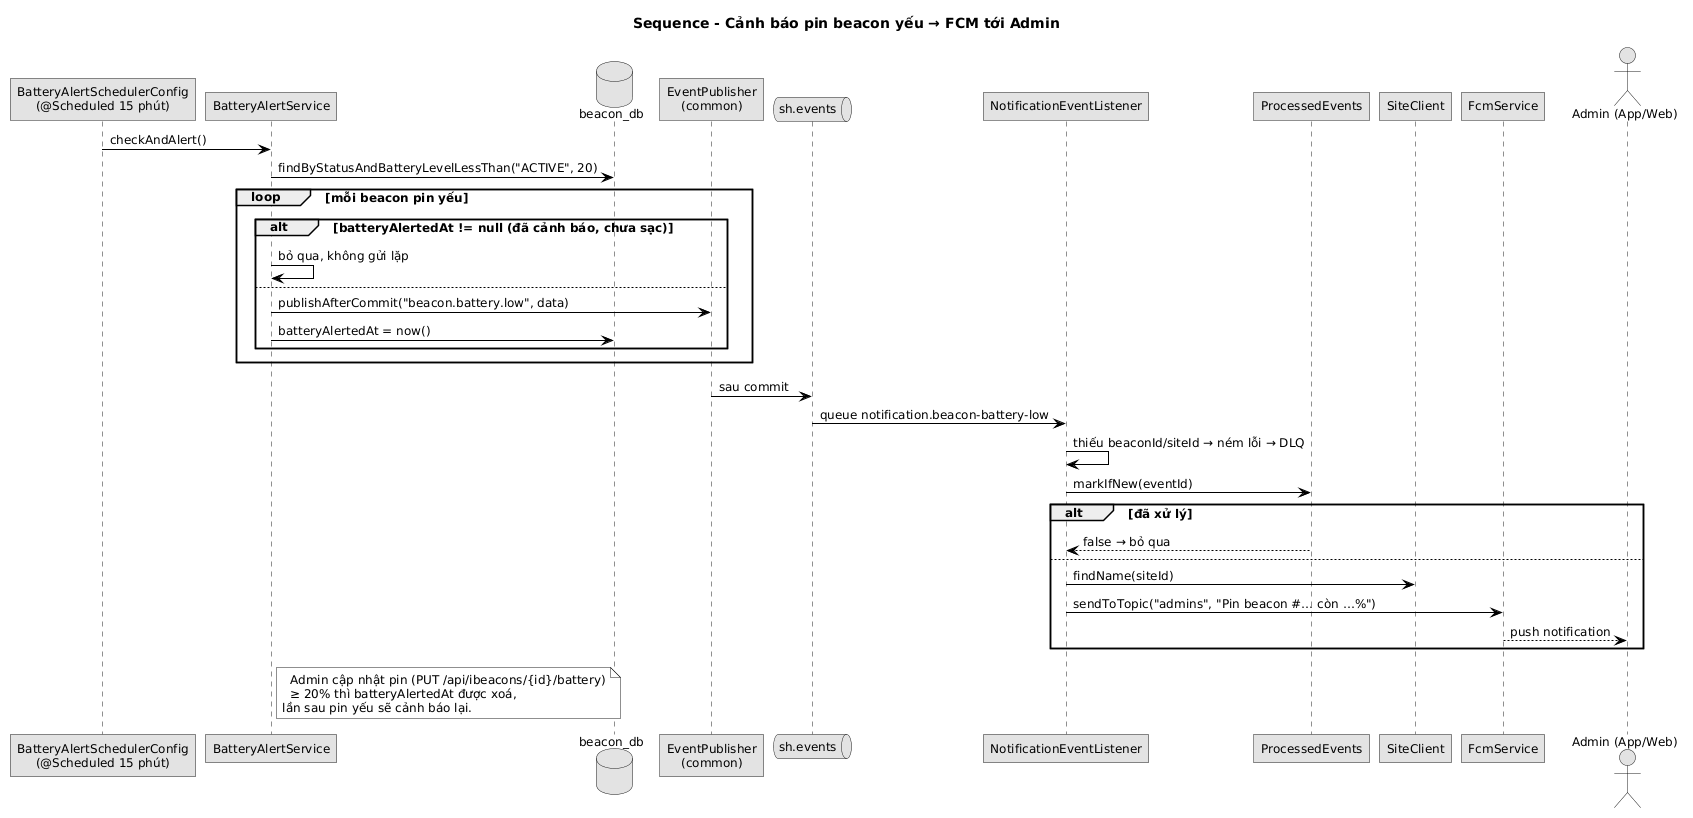 Sequence - Cảnh báo pin beacon yếu → FCM tới Admin
BatteryAlertSchedulerConfig
(@Scheduled 15 phút)
BatteryAlertService
beacon_db
EventPublisher
(common)
sh.events
NotificationEventListener
ProcessedEvents
SiteClient
FcmService
Admin (App/Web)
checkAndAlert()
findByStatusAndBatteryLevelLessThan("ACTIVE", 20)
loop [mỗi beacon pin yếu]
alt [batteryAlertedAt != null (đã cảnh báo, chưa sạc)]
bỏ qua, không gửi lặp
publishAfterCommit("beacon.battery.low", data)
batteryAlertedAt = now()
sau commit
queue notification.beacon-battery-low
thiếu beaconId/siteId → ném lỗi → DLQ
markIfNew(eventId)
alt [đã xử lý]
false → bỏ qua
findName(siteId)
sendToTopic("admins", "Pin beacon #... còn ...%")
push notification
Admin cập nhật pin (PUT /api/ibeacons/{id}/battery)
≥ 20% thì batteryAlertedAt được xoá,
lần sau pin yếu sẽ cảnh báo lại.
BatteryAlertSchedulerConfig
(@Scheduled 15 phút)
BatteryAlertService
beacon_db
EventPublisher
(common)
sh.events
NotificationEventListener
ProcessedEvents
SiteClient
FcmService
Admin (App/Web)